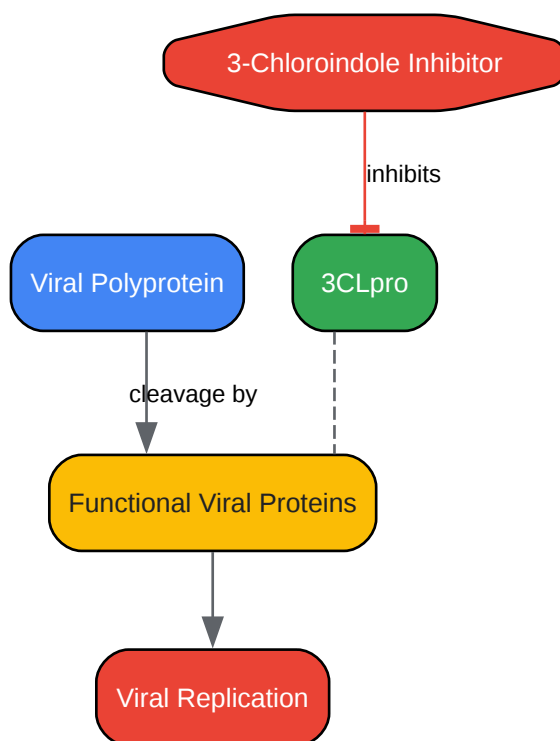 3-Chloroindole Inhibitor
inhibits
Viral Polyprotein
3CLpro
cleavage by
Functional Viral Proteins
Viral Replication